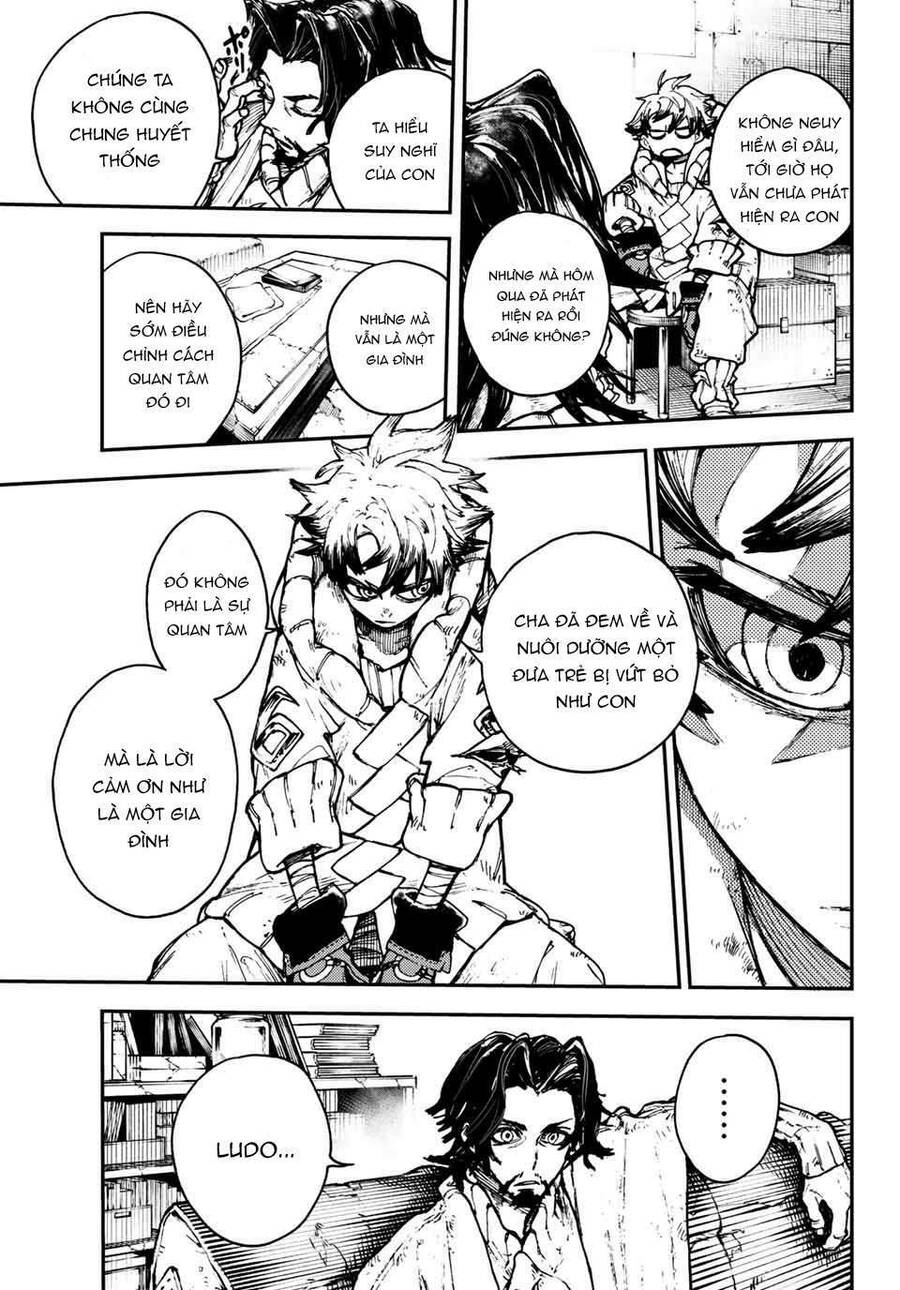 KHÔNG NGUY
HIỂM GÌ ĐÂU,
TỚI GIỜ HỌ
VẪN CHƯA PHÁT
HIỆN RA CON
NHƯNG MÀ HÔM
QUA ĐÃ PHÁT
HIỆN RA RỒI
ĐÚNG KHÔNG?
TA HIỂU
SUY NGHĨ
CỦA CON
ポ
CHÚNG TA
KHÔNG CÙNG
CHUNG HUYẾT
THỐNG
NHƯNG MÀ
VẪN LÀ MỘT
GIA ĐÌNH
NÊN HÃY
SỚM ĐIỀU
CHỈNH CÁCH
QUAN TÂM
ĐÓ ĐI
CHA ĐÃ ĐEM VỀ VÀ
NUÔI DƯỠNG MỘT
ĐƯA TRẺ BỊ VỨT BỎ
NHƯ CON
ĐÓ KHÔNG
PHẢI LÀ SỰ
QUAN TÂM
MÀ LÀ LỜI
CẢM ƠN NHƯ
LÀ MỘT GIA
ĐÌNH
......
LUDO...